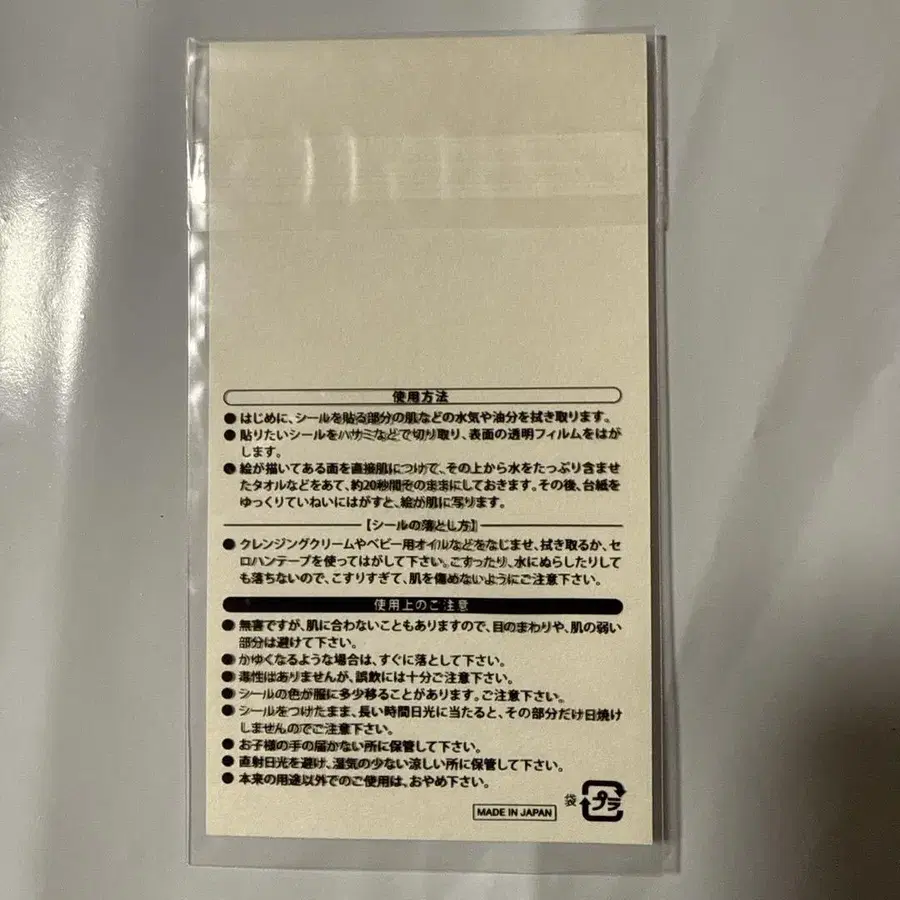 使用方法
●はじめに、シールを貼る部分の肌などの水気や油分を拭き取ります。
●貼りたいシールをハサミなどで切り取り、表面の透明フィルムをはが
します。
●絵が描いてある面を直接肌につけて、その上から水をたっぷり含ませ
たタオルなどをあて、約20秒間そのままにしておきます。その後、台紙を
ゆっくりていねいにはがすと、絵が肌に写ります。
【シールの落とし方】
●クレンジングクリームやベビー用オイルなどをなじませ、拭き取るか、セ
ロハンテープを使ってはがして下さい。こすったり、水にぬらしたりして
も落ちないので、こすりすぎて、肌を傷めないようにご注意下さい。
使用上のご注意
●無害ですが、肌に合わないこともありますので、目のまわりや、肌の弱い
部分は避けて下さい。
●かゆくなるような場合は、すぐに落として下さい。
●毒性はありませんが、誤飲には十分ご注意下さい。
●シールの色が服に多少移ることがあります。ご注意下さい。
●シールをつけたまま、長い時間日光に当たると、その部分だけ日焼け
しませんのでご注意下さい。
●お子様の手の届かない所に保管して下さい。
●直射日光を避け、湿気の少ない涼しい所に保管して下さい。
●本来の用途以外でのご使用は、おやめ下さい。
袋 プラ
MADE IN JAPAN